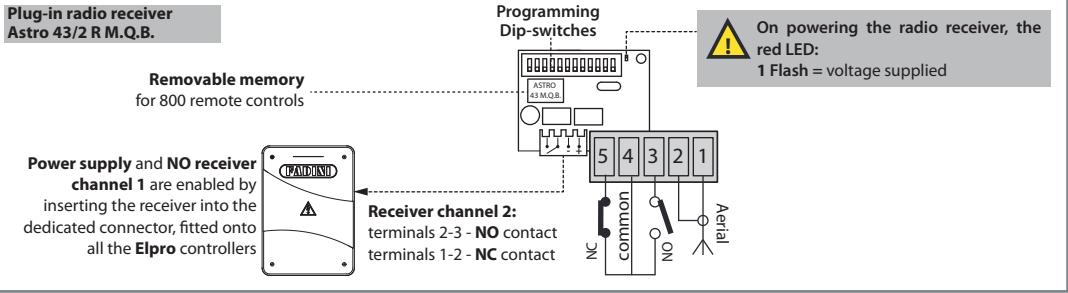 Plug-in radio receiver
Astro 43/2 R M.Q.B.
Programming
Dip-switches
On powering the radio receiver, the
red LED:
1 Flash = voltage supplied
Removable memory
for 800 remote controls
ASTRO
43 M.Q.B.
Power supply and NO receiver
channel 1 are enabled by
inserting the receiver into the
dedicated connector, fitted onto
all the Elpro controllers
FADINI
- +
5 4 3 2 1
Receiver channel 2:
terminals 2-3 - NO contact
terminals 1-2 - NC contact
NC
common
NO
Aerial